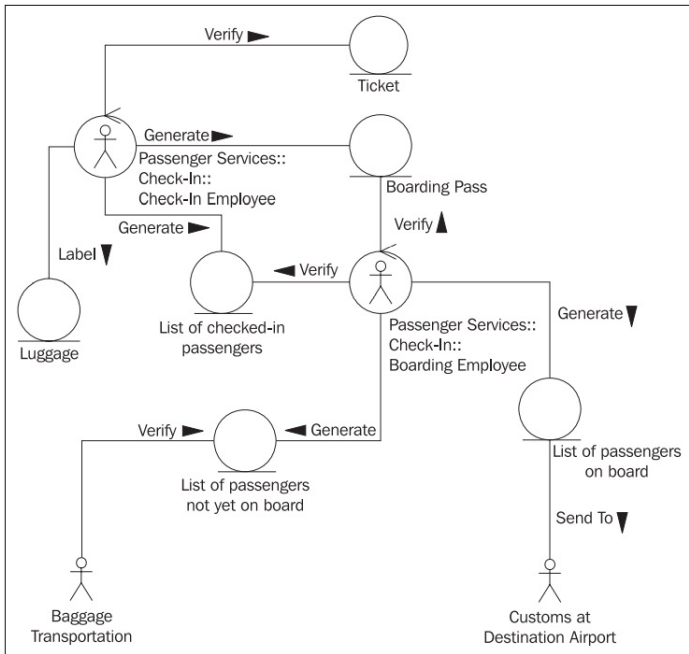 Verify
Ticket
Generate
Passenger Services::
Check-In::
Check-In Employee
Boarding Pass
Generate
Verify
Label
Verify
List of checked-in
passengers
Luggage
Passenger Services::
Check-In::
Boarding Employee
Generate
Verify
Generate
List of passengers
not yet on board
List of passengers
on board
Send To
Baggage
Transportation
Customs at
Destination Airport